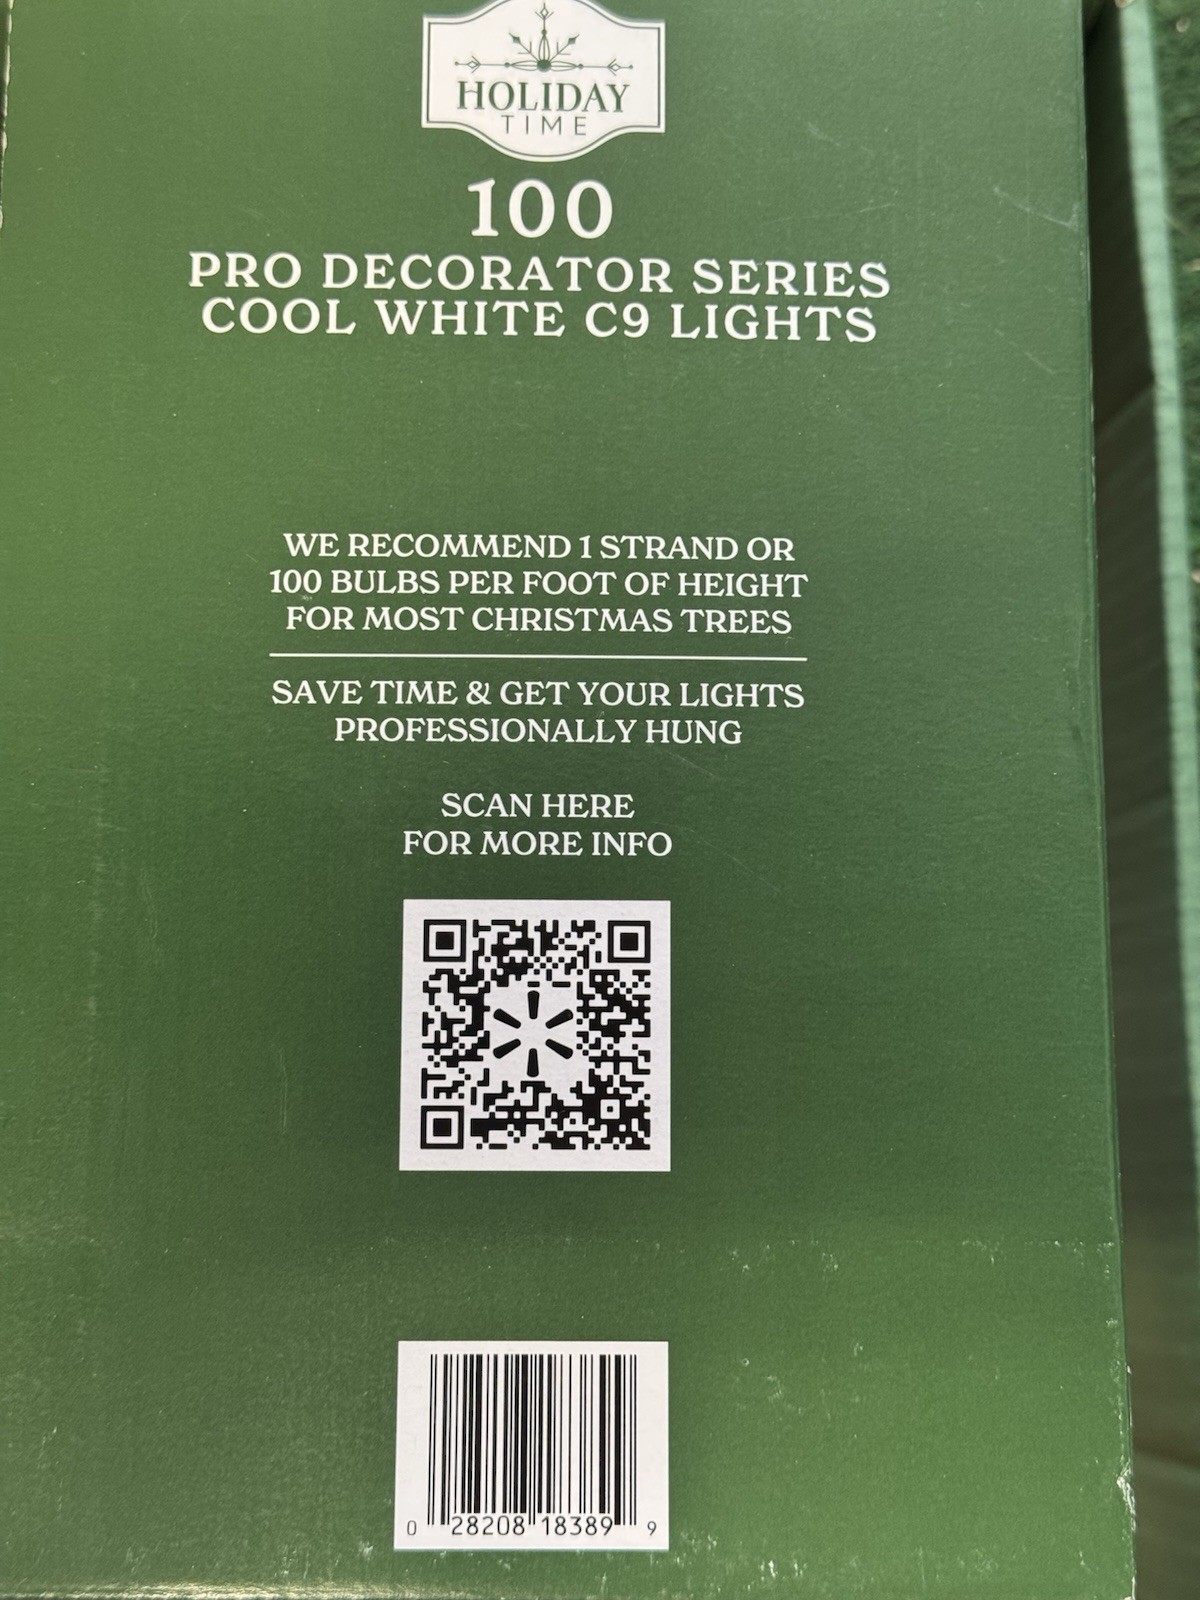 HOLIDAY
TIME
100
PRO DECORATOR SERIES
COOL WHITE C9 LIGHTS
WE RECOMMEND 1 STRAND OR
100 BULBS PER FOOT OF HEIGHT
FOR MOST CHRISTMAS TREES
SAVE TIME & GET YOUR LIGHTS
PROFESSIONALLY HUNG
SCAN HERE
FOR MORE INFO
0 28208 18389 9